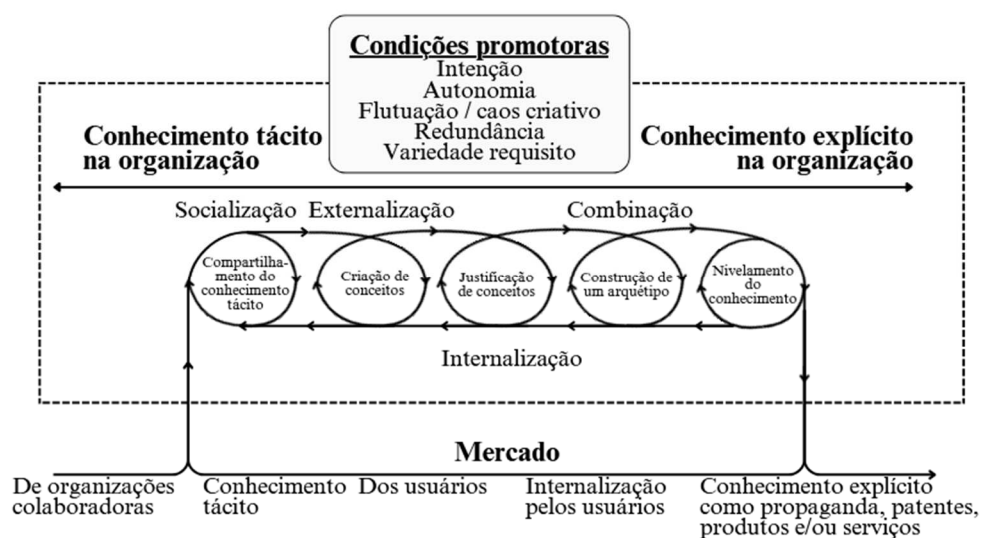 Condições promotoras
Intenção
Autonomia
Flutuação / caos criativo
Redundância
Variedade requisito
Conhecimento tácito
na organização
Conhecimento explícito
na organização
Socialização
Externalização
Combinação
Compartilha-
mento do
conhecimento
tácito
Criação de
conceitos
Justificação
de conceitos
Construção de
um arquétipo
Nivelamento
do
conhecimento
Internalização
Mercado
De organizações
colaboradoras
Conhecimento
tácito
Dos usuários
Internalização
pelos usuários
Conhecimento explícito
como propaganda, patentes,
produtos e/ou serviços